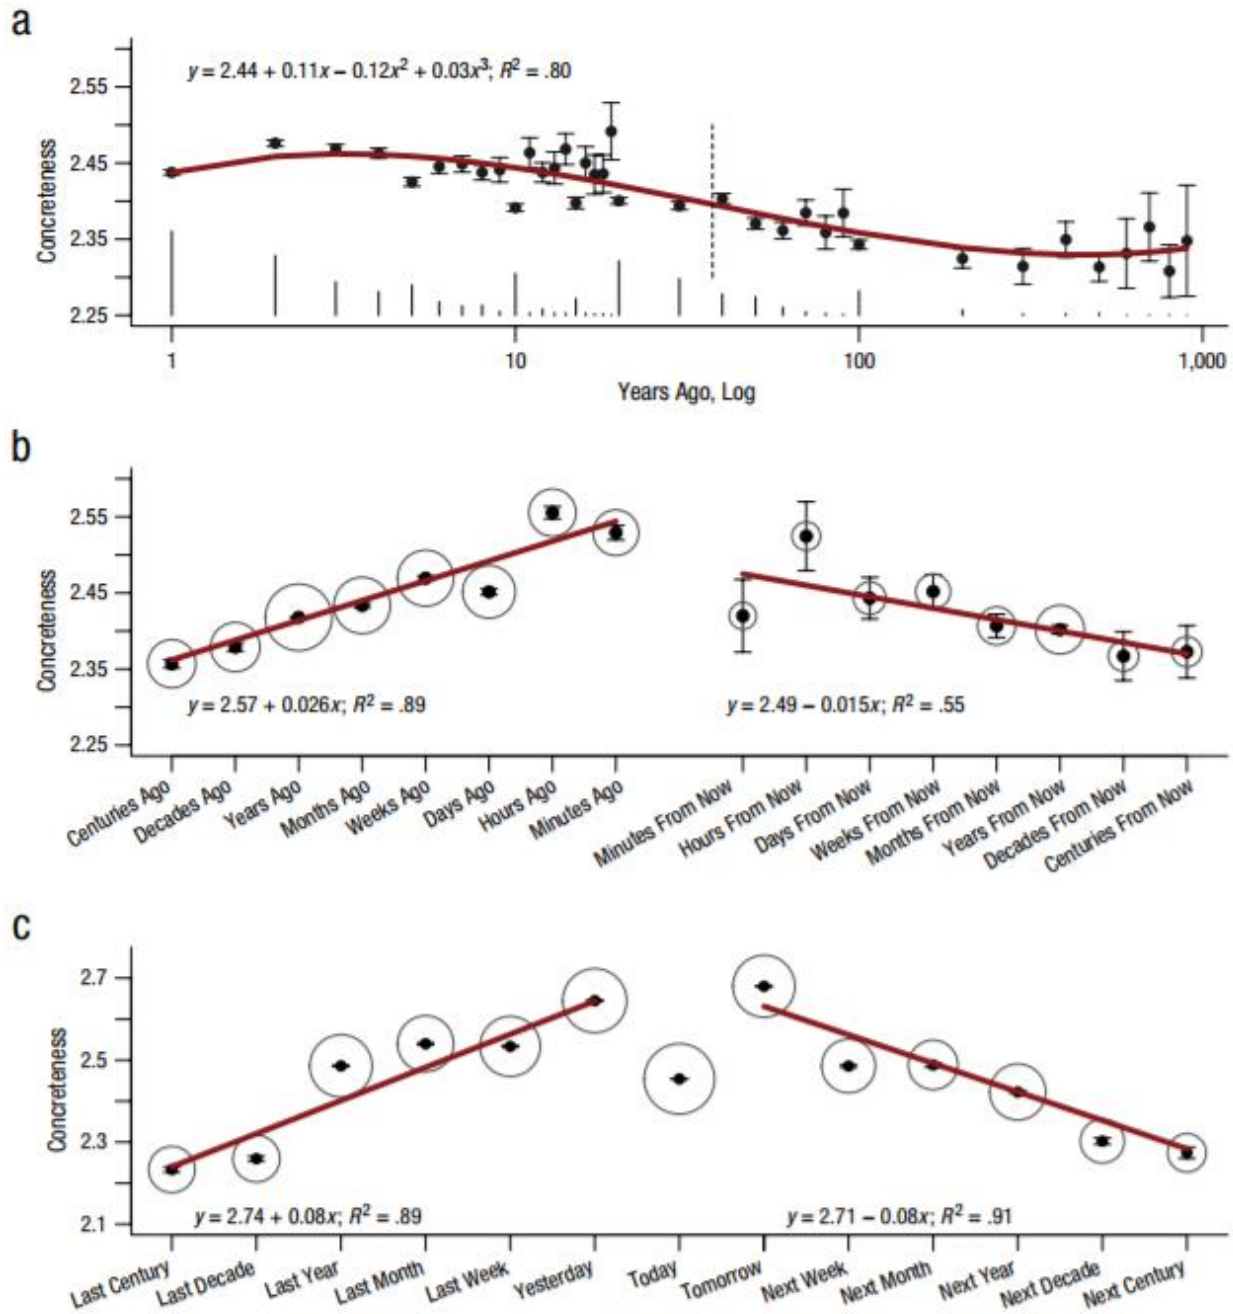 a
y = 2.44 + 0.11x − 0.12x² + 0.03x³; R² = .80
2.55
2.45
2.35
2.25
Concreteness
1 10 100 1,000
Years Ago, Log
b
2.55
2.45
2.35
2.25
Concreteness
y = 2.57 + 0.026x; R² = .89 y = 2.49 − 0.015x; R² = .55
Centuries Ago Decades Ago Years Ago Months Ago Weeks Ago Days Ago Hours Ago Minutes Ago Minutes From Now Hours From Now Days From Now Weeks From Now Months From Now Years From Now Decades From Now Centuries From Now
c
2.7
2.5
2.3
2.1
Concreteness
y = 2.74 + 0.08x; R² = .89 y = 2.71 − 0.08x; R² = .91
Last Century Last Decade Last Year Last Month Last Week Yesterday Today Tomorrow Next Week Next Month Next Year Next Decade Next Century